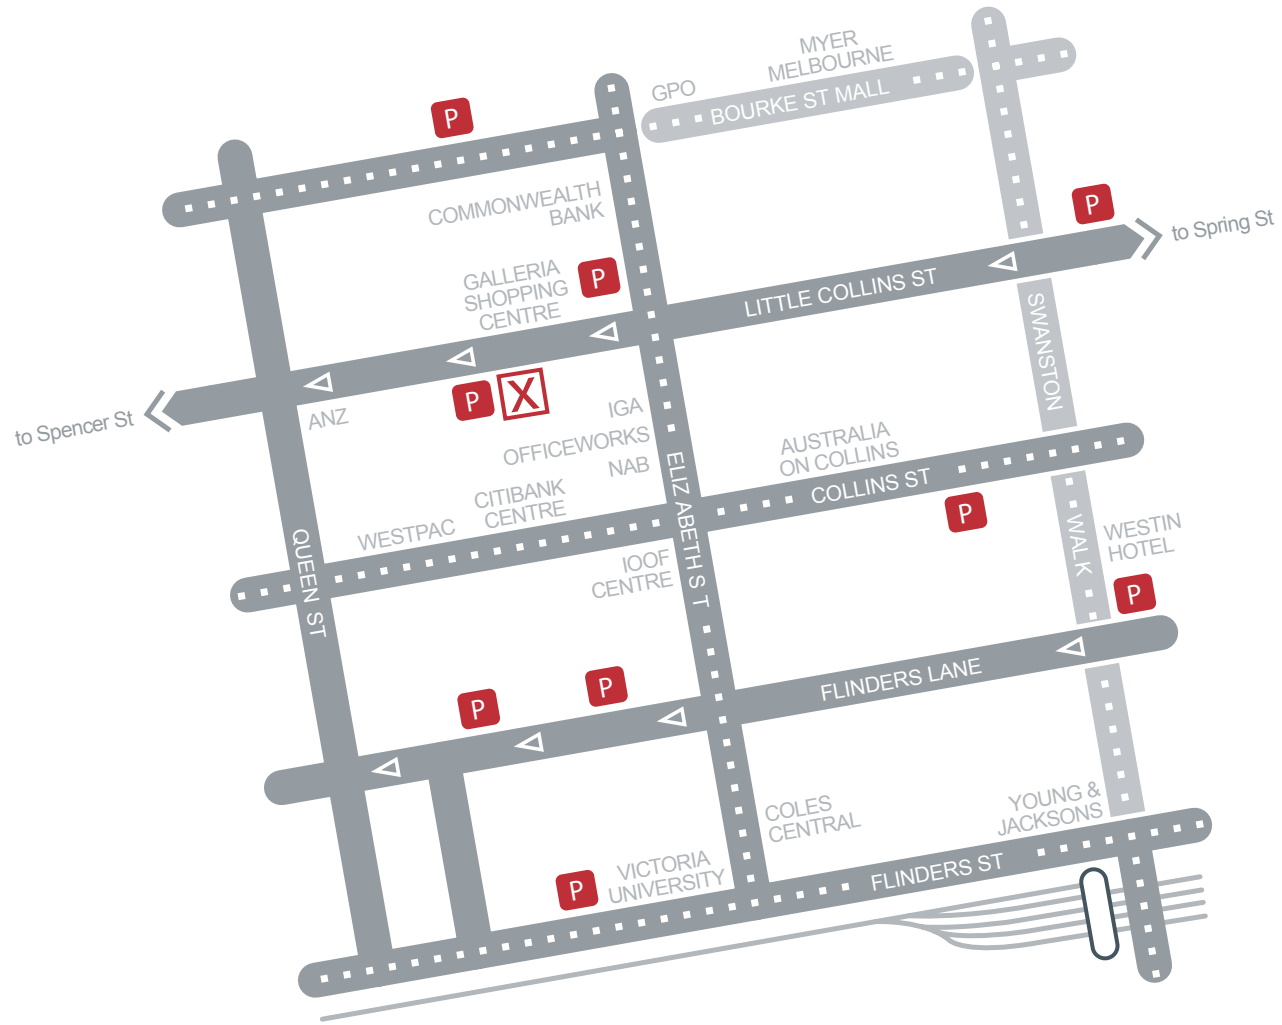 MYER
MELBOURNE
GPO
BOURKE ST MALL
P
COMMONWEALTH
BANK
P
to Spring St
GALLERIA
SHOPPING
CENTRE
P
LITTLE COLLINS ST
SWANSTON
to Spencer St
ANZ
P
X
IGA
OFFICEWORKS
NAB
AUSTRALIA
ON COLLINS
COLLINS ST
CITIBANK
CENTRE
WESTPAC
ELIZ ABETH S T
P
WALK
WESTIN
HOTEL
P
QUEEN ST
IOOF
CENTRE
P
P
FLINDERS LANE
COLES
CENTRAL
YOUNG &
JACKSONS
VICTORIA
UNIVERSITY
P
FLINDERS ST